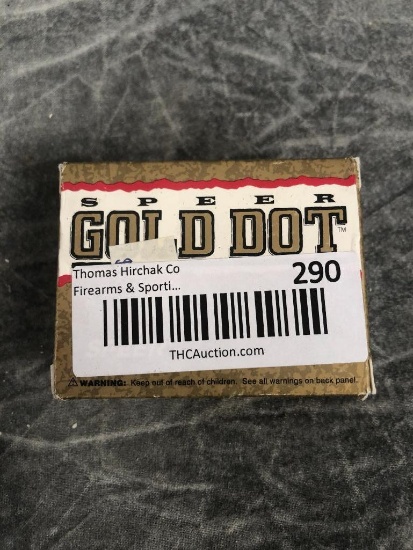 SPEER
GOLD DOT™
Thomas Hirchak Co
Firearms & Sporti...
290
THCAuction.com
⚠WARNING: Keep out of reach of children. See all warnings on back panel.